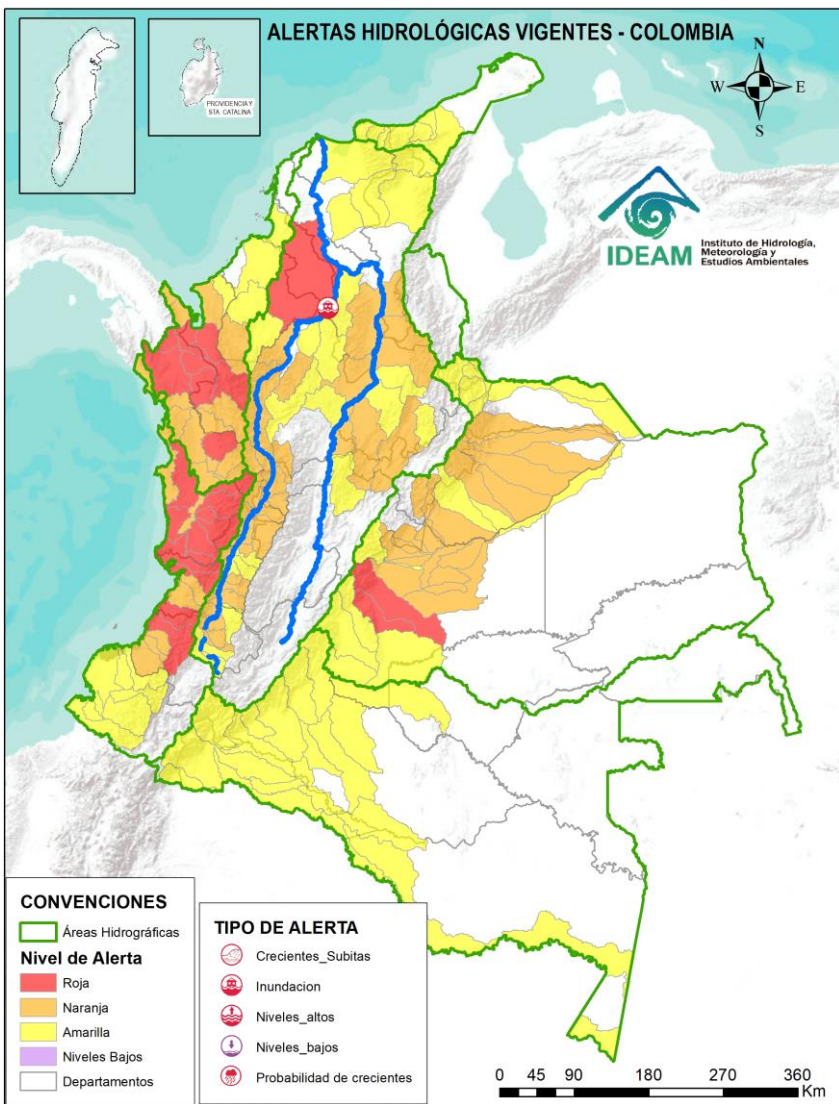 ALERTAS HIDROLÓGICAS VIGENTES - COLOMBIA
PROVIDENCIA Y
STA. CATALINA
N
W
E
S
IDEAM
Instituto de Hidrología,
Meteorología y
Estudios Ambientales
CONVENCIONES
Áreas Hidrográficas
Nivel de Alerta
Roja
Naranja
Amarilla
Niveles Bajos
Departamentos
TIPO DE ALERTA
Crecientes_Subitas
Inundacion
Niveles_altos
Niveles_bajos
Probabilidad de crecientes
0 45 90 180 270 360
Km